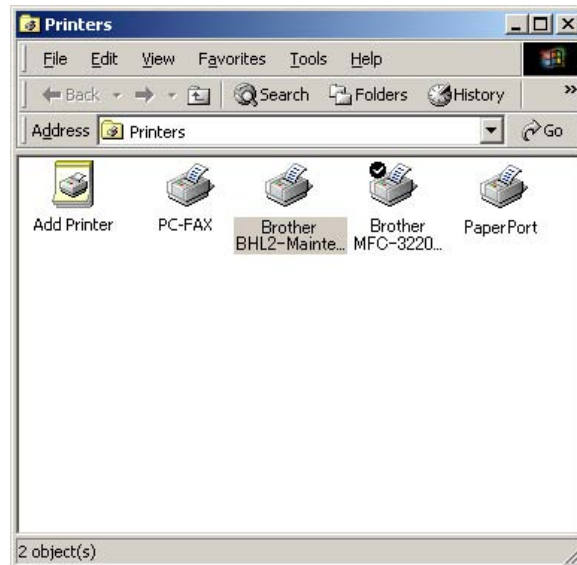 Printers
File Edit View Favorites Tools Help
Back Search Folders History »
Address Printers Go
Add Printer PC-FAX Brother BHL2-Mainte... Brother MFC-3220... PaperPort
2 object(s)